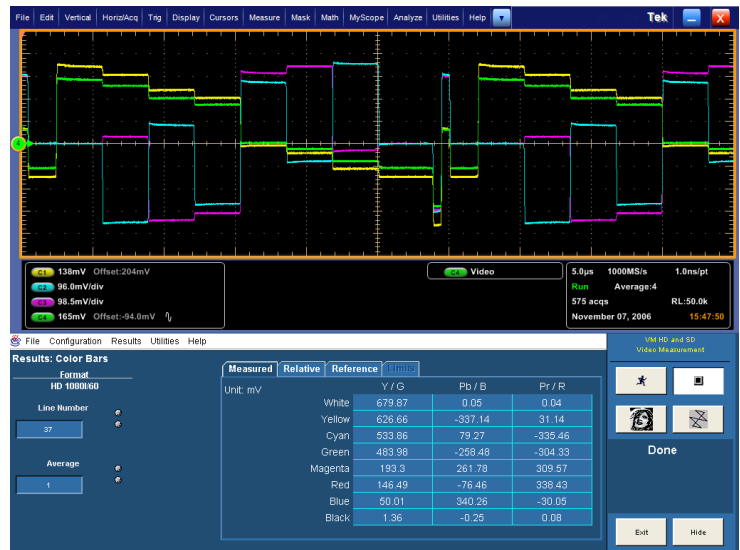 File Edit Vertical Horiz/Acq Trig Display Cursors Measure Mask Math MyScope Analyze Utilities Help Tek X
4
C1 138mV Offset:204mV
C2 96.0mV/div
C3 98.5mV/div
C4 165mV Offset:-94.0mV
C4 Video
5.0µs 1000MS/s 1.0ns/pt
Run Average:4
575 acqs RL:50.0k
November 07, 2006 15:47:50
File Configuration Results Utilities Help
VM HD and SD
Video Measurement
Results: Color Bars
Format
HD 1080I/60
Line Number
37
Average
1
Measured Relative Reference Limits
Unit: mV Y / G Pb / B Pr / R
White 679.87 0.05 0.04
Yellow 626.66 -337.14 31.14
Cyan 533.86 79.27 -335.46
Green 483.98 -258.48 -304.33
Magenta 193.3 261.78 309.57
Red 146.49 -76.46 338.43
Blue 50.01 340.26 -30.05
Black 1.36 -0.25 0.08
Done
Exit Hide